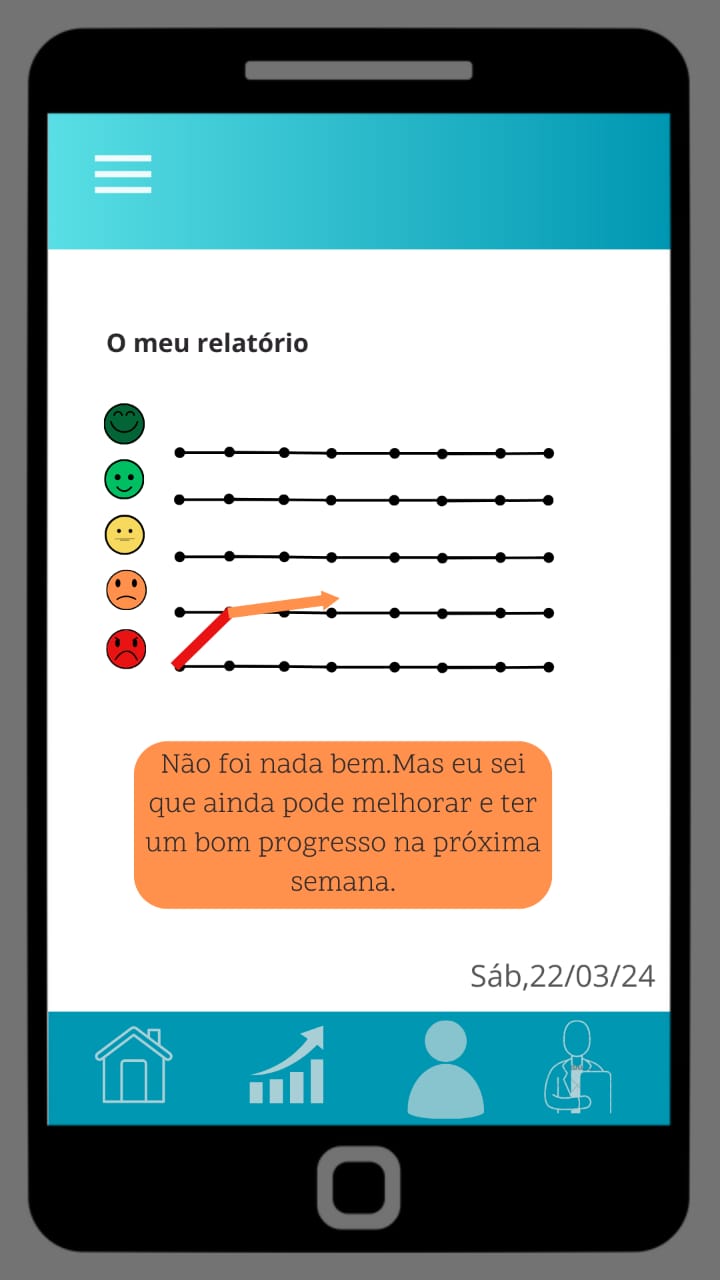 O meu relatório
Não foi nada bem.Mas eu sei
que ainda pode melhorar e ter
um bom progresso na próxima
semana.
Sáb,22/03/24